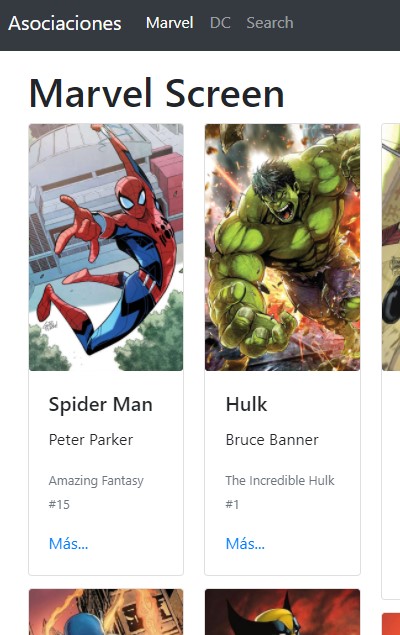 Asociaciones Marvel DC Search
Marvel Screen
Spider Man
Peter Parker
Amazing Fantasy
#15
Más...
Hulk
Bruce Banner
The Incredible Hulk
#1
Más...